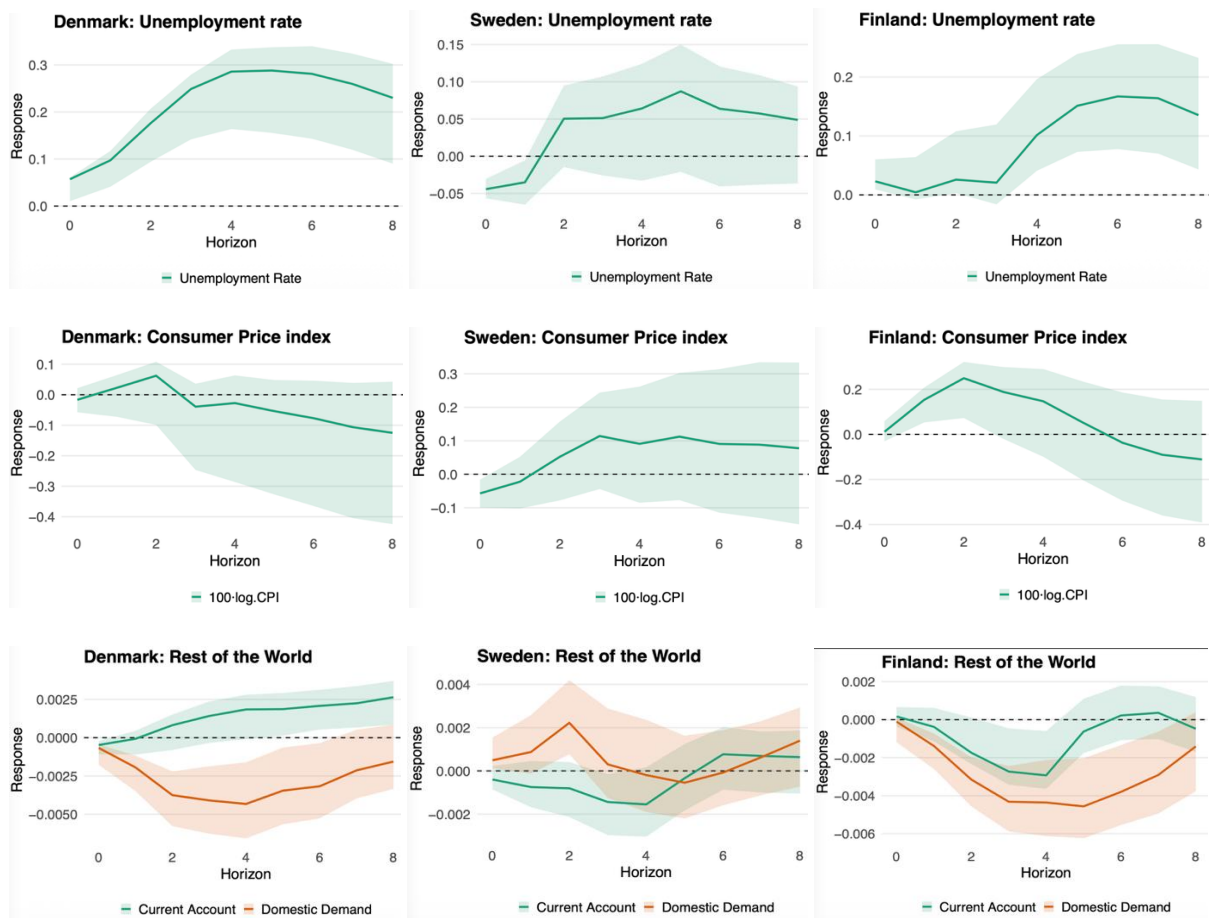 Denmark: Unemployment rate
0.3
0.2
0.1
0.0
Response
0 2 4 6 8
Horizon
Unemployment Rate
Sweden: Unemployment rate
0.15
0.10
0.05
0.00
−0.05
Response
0 2 4 6 8
Horizon
Unemployment Rate
Finland: Unemployment rate
0.2
0.1
0.0
Response
0 2 4 6 8
Horizon
Unemployment Rate
Denmark: Consumer Price index
0.1
0.0
−0.1
−0.2
−0.3
−0.4
Response
0 2 4 6 8
Horizon
100·log.CPI
Sweden: Consumer Price index
0.3
0.2
0.1
0.0
−0.1
Response
0 2 4 6 8
Horizon
100·log.CPI
Finland: Consumer Price index
0.2
0.0
−0.2
−0.4
Response
0 2 4 6 8
Horizon
100·log.CPI
Denmark: Rest of the World
0.0025
0.0000
−0.0025
−0.0050
Response
0 2 4 6 8
Horizon
Current Account Domestic Demand
Sweden: Rest of the World
0.004
0.002
0.000
−0.002
Response
0 2 4 6 8
Horizon
Current Account Domestic Demand
Finland: Rest of the World
0.002
0.000
−0.002
−0.004
−0.006
Response
0 2 4 6 8
Horizon
Current Account Domestic Demand